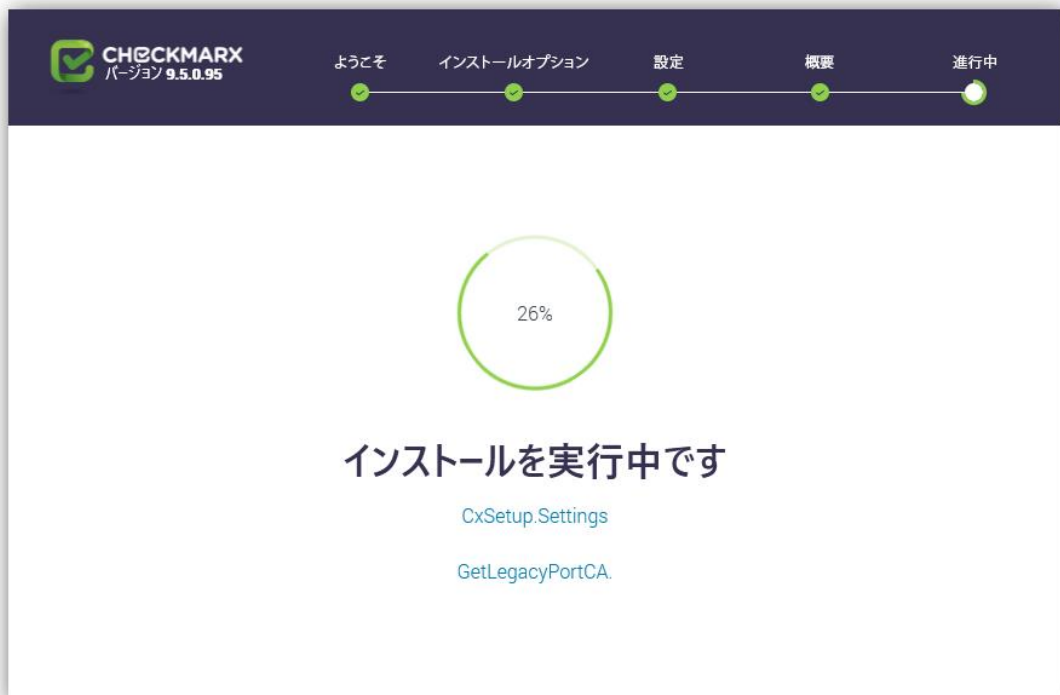 CHECKMARX
バージョン 9.5.0.95
ようこそ
インストールオプション
設定
概要
進行中
26%
インストールを実行中です
CxSetup.Settings
GetLegacyPortCA.